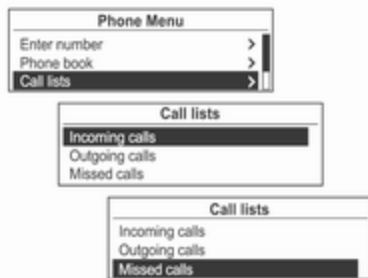 Phone Menu
Enter number >
Phone book >
Call lists >
Call lists
Incoming calls
Outgoing calls
Missed calls
Call lists
Incoming calls
Outgoing calls
Missed calls